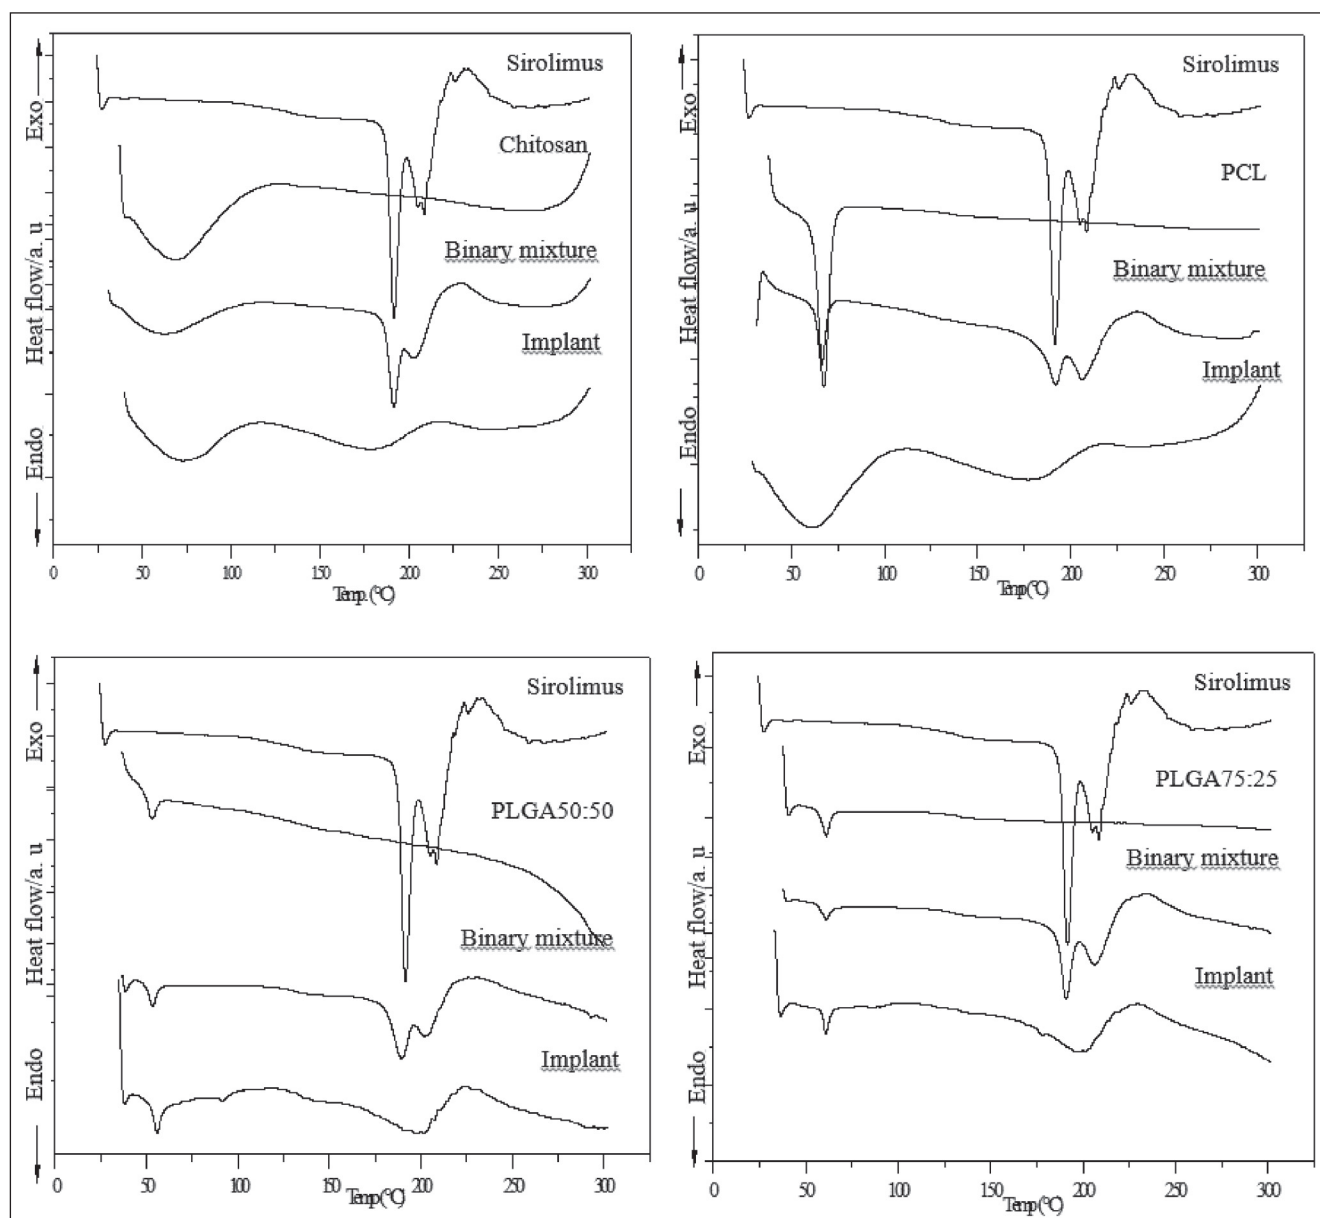 Sirolimus
Chitosan
Binary mixture
Implant
Endo Heat flow/a. u Exo
0 50 100 150 200 250 300
Temp. (°C)
Sirolimus
PCL
Binary mixture
Implant
Endo Heat flow/a. u Exo
0 50 100 150 200 250 300
Temp (°C)
Sirolimus
PLGA50:50
Binary mixture
Implant
Endo Heat flow/a. u Exo
0 50 100 150 200 250 300
Temp (°C)
Sirolimus
PLGA75:25
Binary mixture
Implant
Endo Heat flow/a. u Exo
0 50 100 150 200 250 300
Temp (°C)